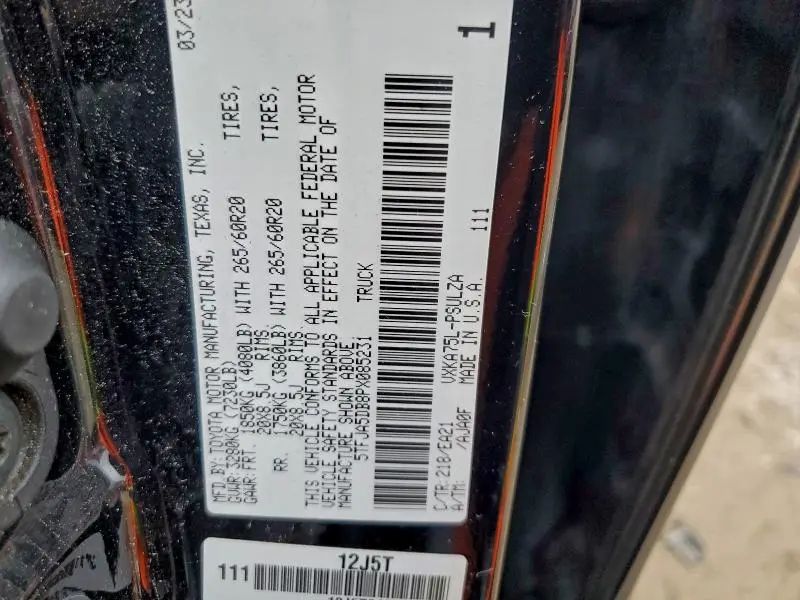 MFD.BY:TOYOTA MOTOR MANUFACTURING, TEXAS, INC. 03/23
GVWR:3280KG (7230LB)
GAWR:FRT. 1850KG (4080LB) WITH 265/60R20 TIRES,
20X8.5J RIMS.
RR. 1750KG (3860LB) WITH 265/60R20 TIRES,
20X8.5J RIMS.
THIS VEHICLE CONFORMS TO ALL APPLICABLE FEDERAL MOTOR
VEHICLE SAFETY STANDARDS IN EFFECT ON THE DATE OF
MANUFACTURE SHOWN ABOVE.
5TFJA5DB8PX085231 TRUCK
C/TR:218/EA21 VXKA75L-PSULZA
A/TM: /AJA0F MADE IN U.S.A. 111
1
12J5T
111